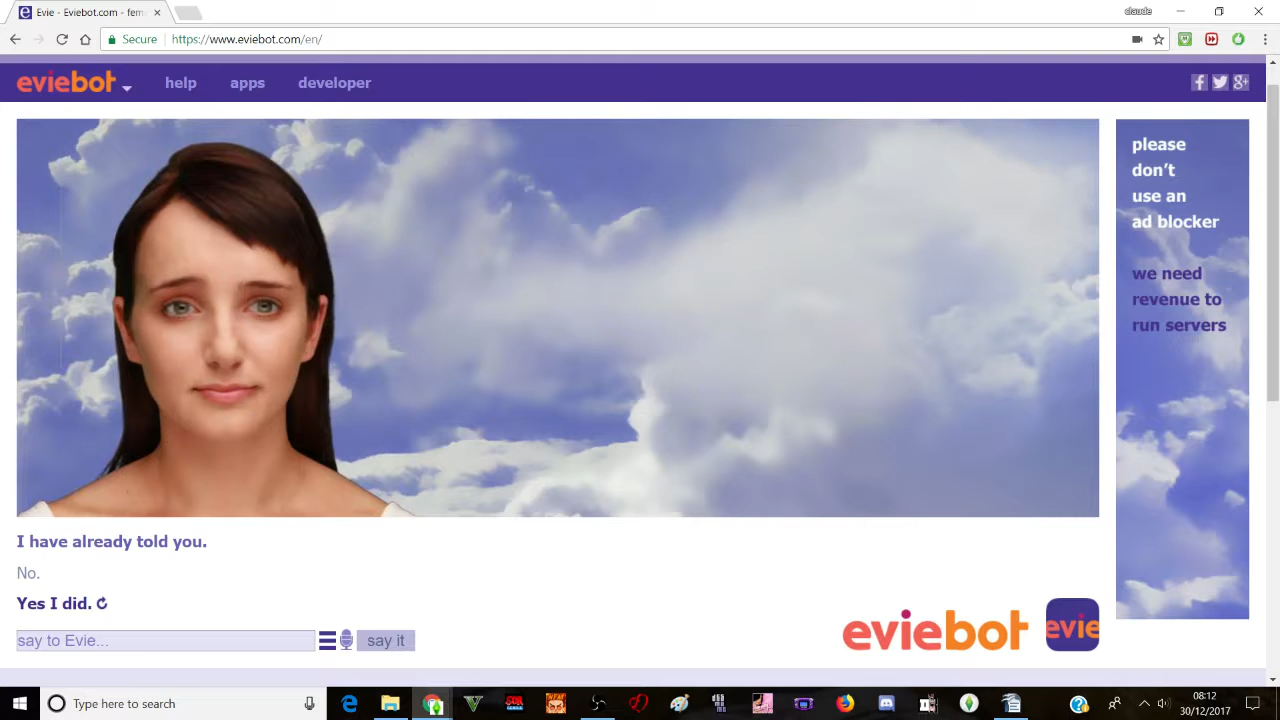 Evie - Eviebot.com - fem
claude
Secure https://www.eviebot.com/en/
eviebot help apps developer
please
don't
use an
ad blocker
we need
revenue to
run servers
I have already told you.
No.
Yes I did.
say to Evie... say it
eviebot evie
Type here to search
08:12
30/12/2017